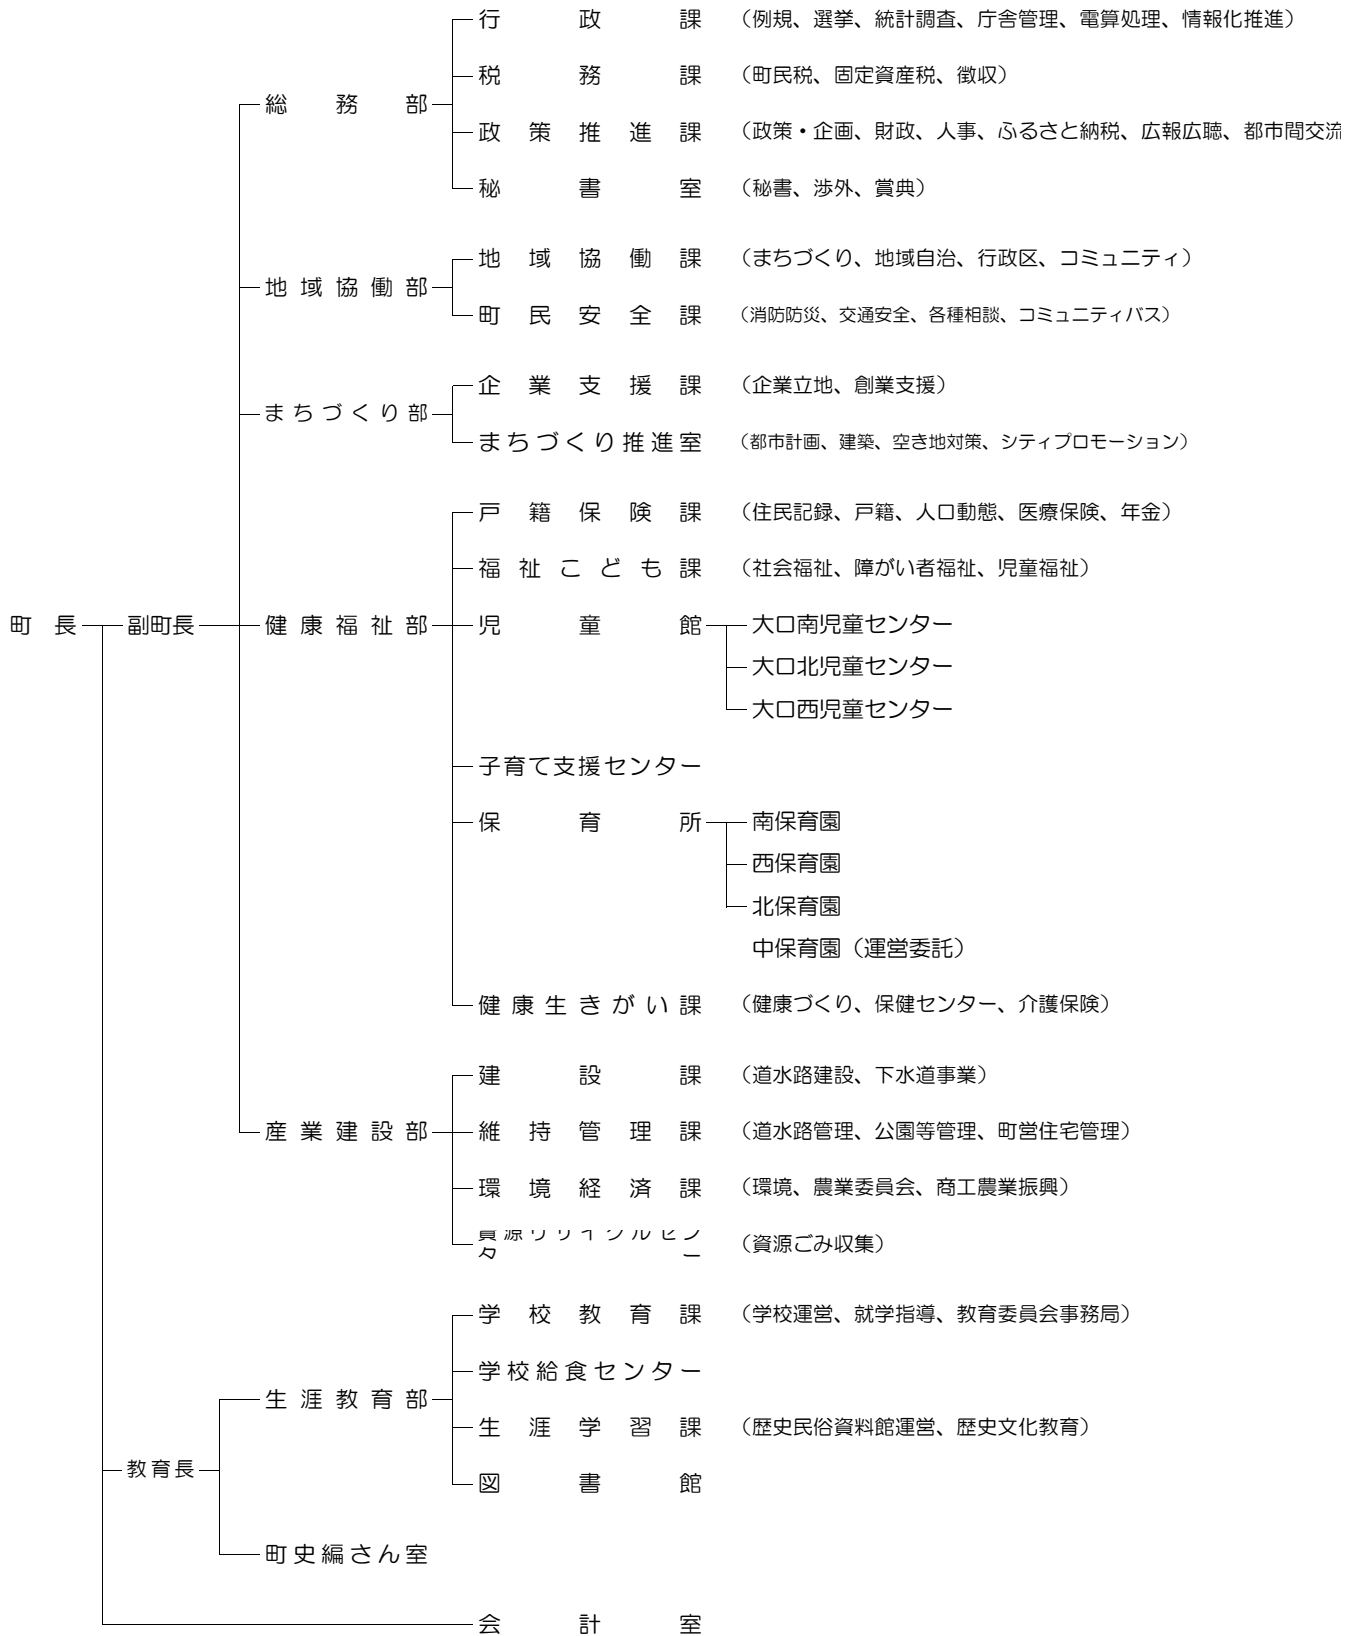 行政課 （例規、選挙、統計調査、庁舎管理、電算処理、情報化推進）
税務課 （町民税、固定資産税、徴収）
総務部
政策推進課 （政策・企画、財政、人事、ふるさと納税、広報広聴、都市間交流
秘書室 （秘書、渉外、賞典）
地域協働課 （まちづくり、地域自治、行政区、コミュニティ）
地域協働部
町民安全課 （消防防災、交通安全、各種相談、コミュニティバス）
企業支援課 （企業立地、創業支援）
まちづくり部
まちづくり推進室 （都市計画、建築、空き地対策、シティプロモーション）
戸籍保険課 （住民記録、戸籍、人口動態、医療保険、年金）
福祉こども課 （社会福祉、障がい者福祉、児童福祉）
町長 副町長 健康福祉部 児童館 大口南児童センター
大口北児童センター
大口西児童センター
子育て支援センター
保育所 南保育園
西保育園
北保育園
中保育園（運営委託）
健康生きがい課 （健康づくり、保健センター、介護保険）
建設課 （道水路建設、下水道事業）
産業建設部 維持管理課 （道水路管理、公園等管理、町営住宅管理）
環境経済課 （環境、農業委員会、商工農業振興）
資源リサイクルセン
ター （資源ごみ収集）
学校教育課 （学校運営、就学指導、教育委員会事務局）
学校給食センター
生涯教育部
生涯学習課 （歴史民俗資料館運営、歴史文化教育）
教育長
図書館
町史編さん室
会計室